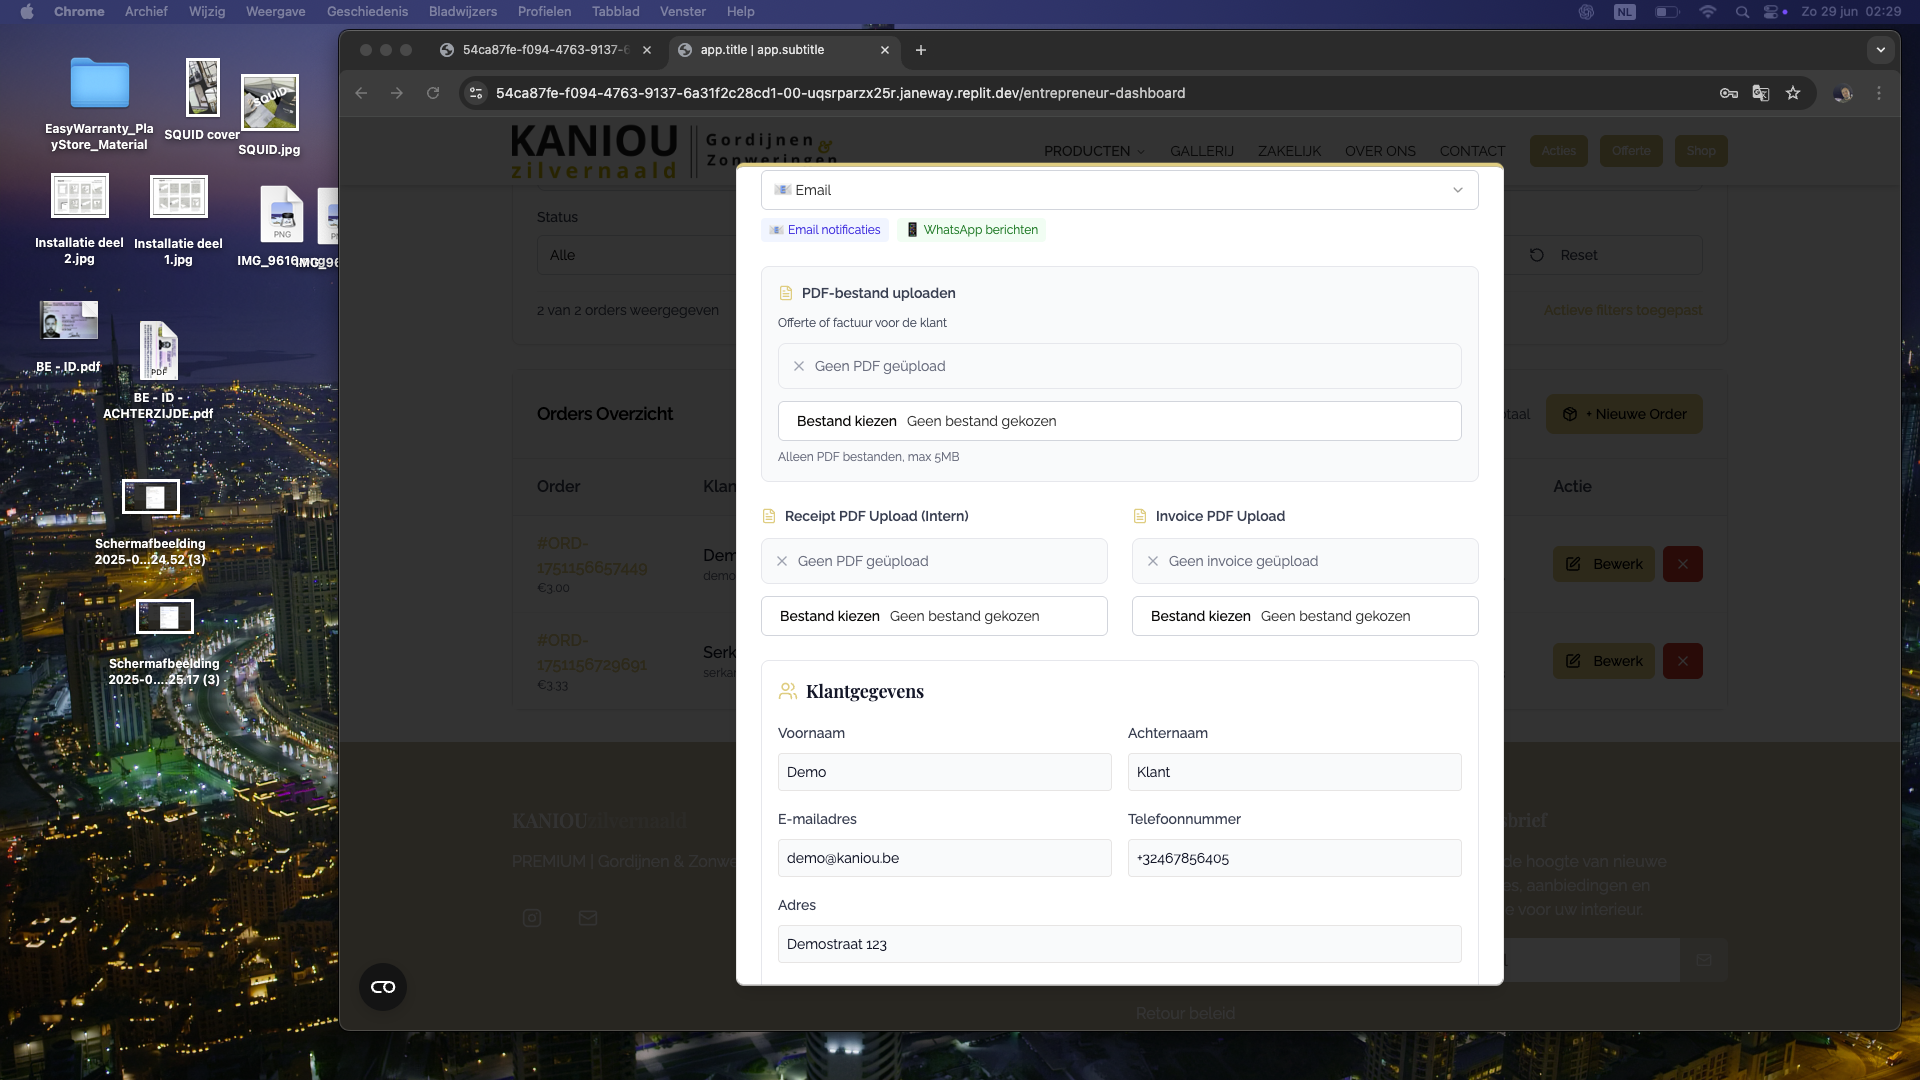 Chrome Archief Wijzig Weergave Geschiedenis Bladwijzers Profielen Tabblad Venster Help NL Zo 29 jun 02:29
54ca87fe-f094-4763-9137-6
app.title | app.subtitle
54ca87fe-f094-4763-9137-6a31f2c28cd1-00-uqsrparzx25r.janeway.replit.dev/entrepreneur-dashboard
EasyWarranty_Pla
yStore_Material
SQUID cover
SQUID
SQUID.jpg
Installatie deel
2.jpg
Installatie deel
1.jpg
PNG
IMG_9616.png
BE - ID.pdf
PDF
BE - ID -
ACHTERZIJDE.pdf
Schermafbeelding
2025-0...24.52 (3)
Schermafbeelding
2025-0....25.17 (3)
KANIOU
zilvernaald
Gordijnen &
Zonweringen
PRODUCTEN GALLERIJ ZAKELIJK OVER ONS CONTACT Acties Offerte Shop
Status
Alle
Reset
2 van 2 orders weergegeven
Actieve filters toegepast
Orders Overzicht
+ Nieuwe Order
Order
Klan
Actie
#ORD-
1751156657449
€3.00
Dem
demo
Bewerk
#ORD-
1751156729691
€3.33
Serk
serkar
Bewerk
Email
Email notificaties
WhatsApp berichten
PDF-bestand uploaden
Offerte of factuur voor de klant
Geen PDF geüpload
Bestand kiezen Geen bestand gekozen
Alleen PDF bestanden, max 5MB
Receipt PDF Upload (Intern)
Geen PDF geüpload
Bestand kiezen Geen bestand gekozen
Invoice PDF Upload
Geen invoice geüpload
Bestand kiezen Geen bestand gekozen
Klantgegevens
Voornaam
Demo
Achternaam
Klant
E-mailadres
demo@kaniou.be
Telefoonnummer
+32467856405
Adres
Demostraat 123
KANIOUzilvernaald
PREMIUM | Gordijnen & Zonwe
brief
de hoogte van nieuwe
es, aanbiedingen en
e voor uw interieur.
Retour beleid